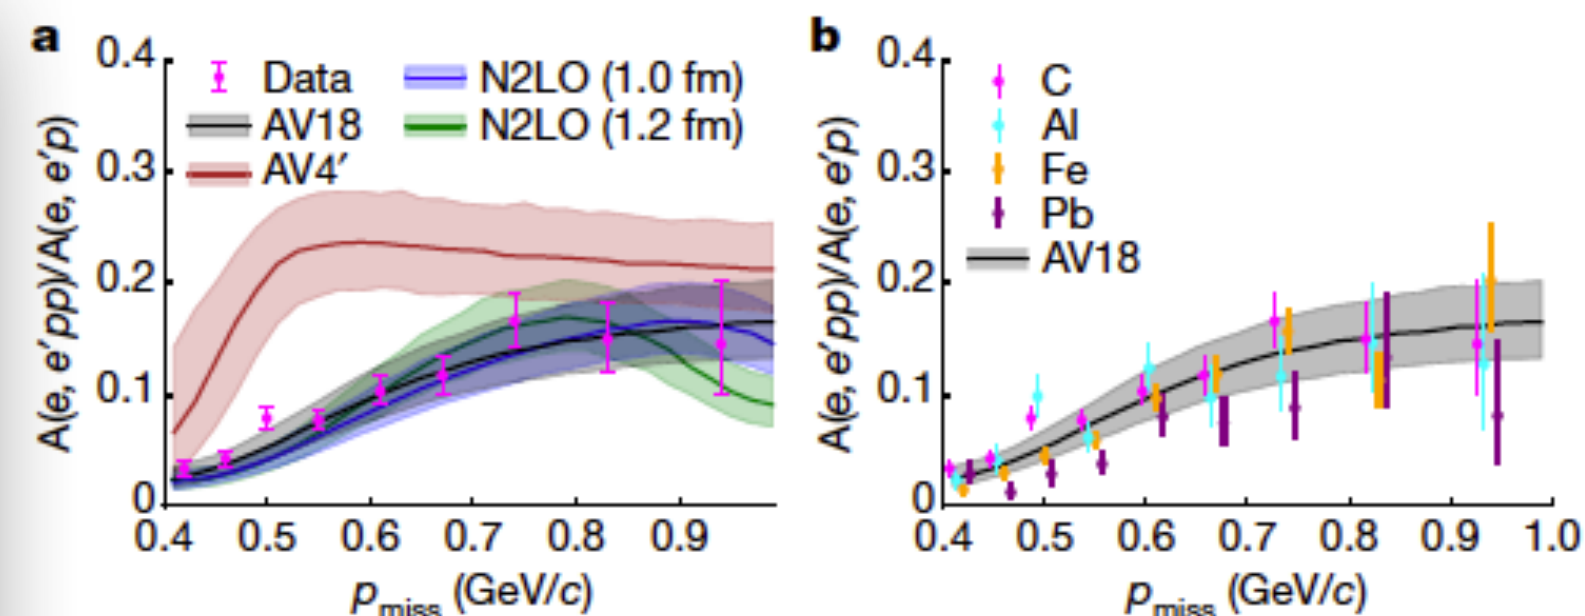 a
A(e, e′pp)/A(e, e′p)
0.4
0.3
0.2
0.1
0
Data
AV18
AV4′
N2LO (1.0 fm)
N2LO (1.2 fm)
0.4 0.5 0.6 0.7 0.8 0.9
pmiss (GeV/c)
b
A(e, e′pp)/A(e, e′p)
0.4
0.3
0.2
0.1
0
C
Al
Fe
Pb
AV18
0.4 0.5 0.6 0.7 0.8 0.9 1.0
pmiss (GeV/c)